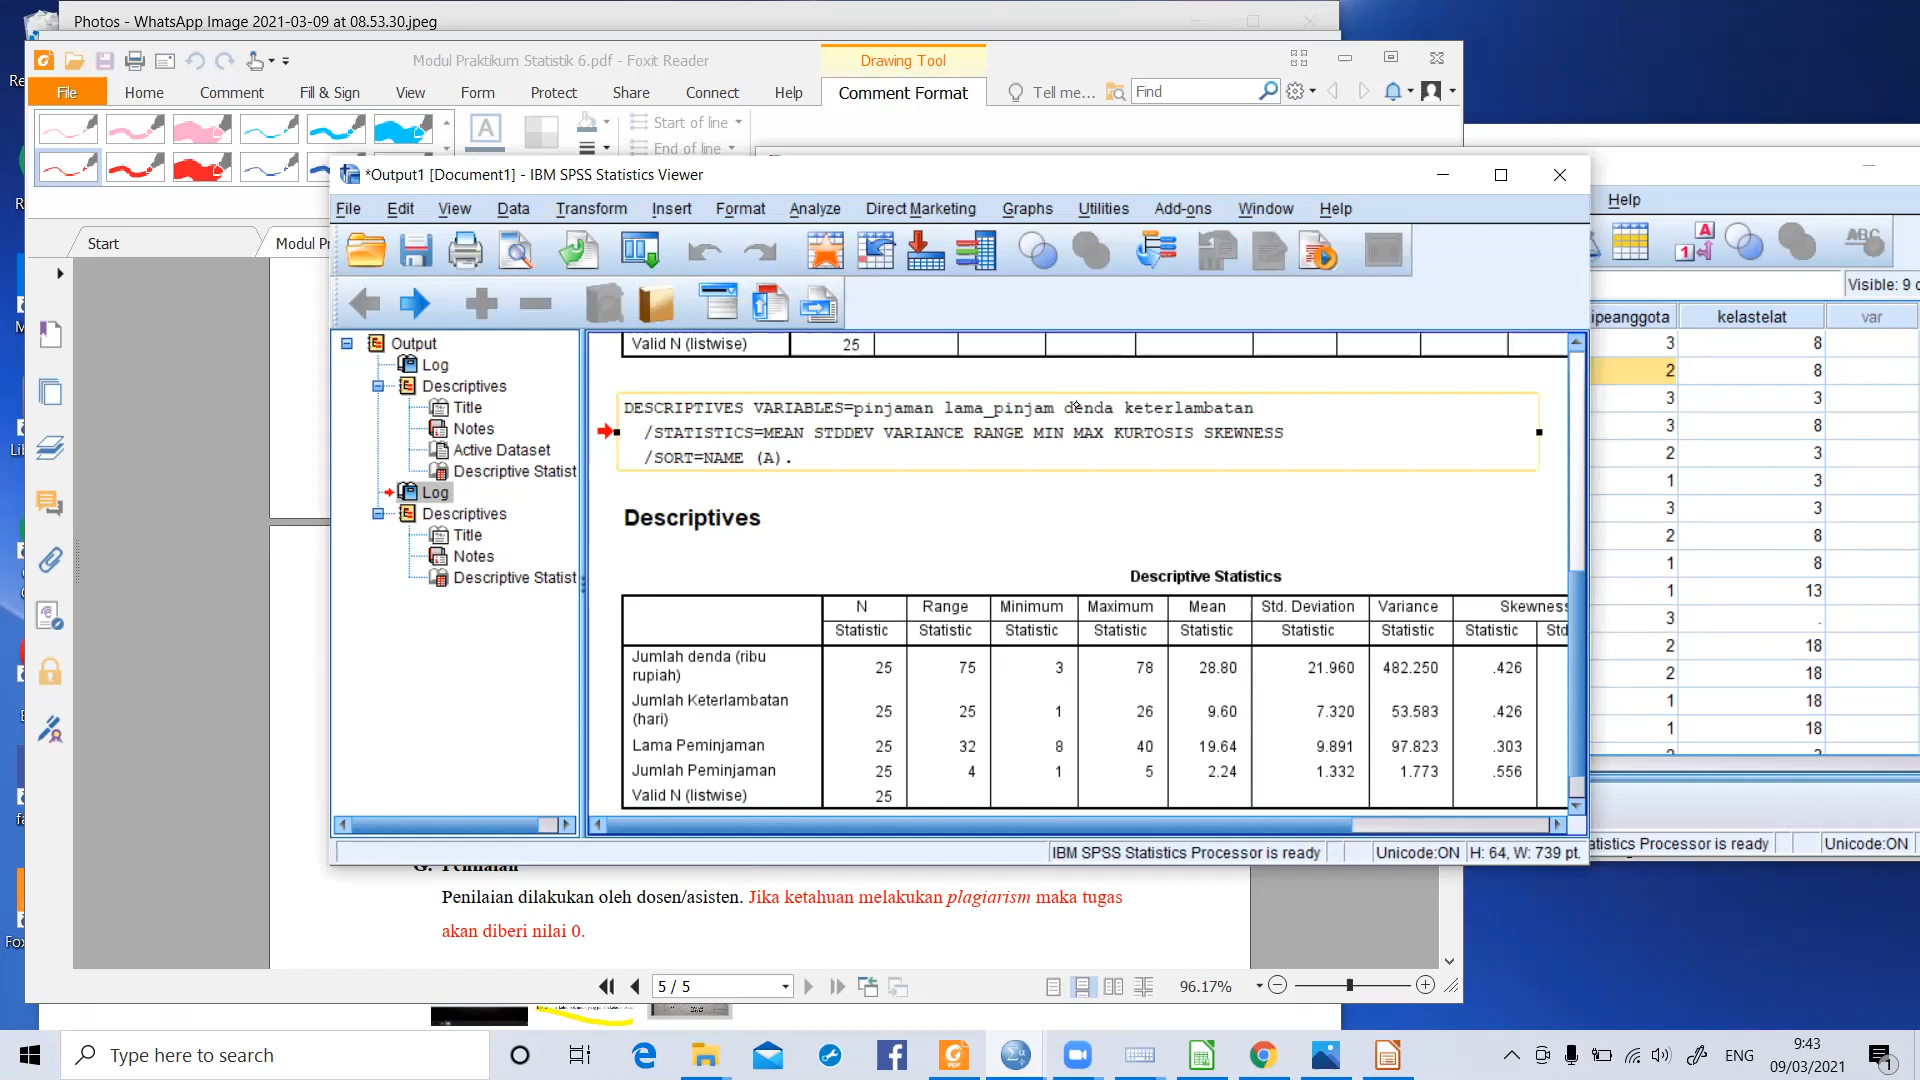 Photos - WhatsApp Image 2021-03-09 at 08.53.30.jpeg
Modul Praktikum Statistik 6.pdf - Foxit Reader
Drawing Tool
File Home Comment Fill & Sign View Form Protect Share Connect Help Comment Format Tell me... Find
Start of line
End of line
Start
Modul Pr
*Output1 [Document1] - IBM SPSS Statistics Viewer
File Edit View Data Transform Insert Format Analyze Direct Marketing Graphs Utilities Add-ons Window Help
Output
Log
Descriptives
Title
Notes
Active Dataset
Descriptive Statist
Log
Descriptives
Title
Notes
Descriptive Statist
Valid N (listwise) 25
DESCRIPTIVES VARIABLES=pinjaman lama_pinjam denda keterlambatan
/STATISTICS=MEAN STDDEV VARIANCE RANGE MIN MAX KURTOSIS SKEWNESS
/SORT=NAME (A).
Descriptives
Descriptive Statistics
N Range Minimum Maximum Mean Std. Deviation Variance Skewness
Statistic Statistic Statistic Statistic Statistic Statistic Statistic Statistic Std
Jumlah denda (ribu rupiah) 25 75 3 78 28.80 21.960 482.250 .426
Jumlah Keterlambatan (hari) 25 25 1 26 9.60 7.320 53.583 .426
Lama Peminjaman 25 32 8 40 19.64 9.891 97.823 .303
Jumlah Peminjaman 25 4 1 5 2.24 1.332 1.773 .556
Valid N (listwise) 25
IBM SPSS Statistics Processor is ready Unicode:ON H: 64, W: 739 pt.
Help
Visible: 9 o
ipeanggota kelastelat var
3 8
2 8
3 3
3 8
2 3
1 3
3 3
2 8
1 8
1 13
3 .
2 18
2 18
1 18
1 18
atistics Processor is ready Unicode:ON
G. Penilaian
Penilaian dilakukan oleh dosen/asisten. Jika ketahuan melakukan plagiarism maka tugas
akan diberi nilai 0.
5 / 5
96.17%
Type here to search
ENG
9:43
09/03/2021
1